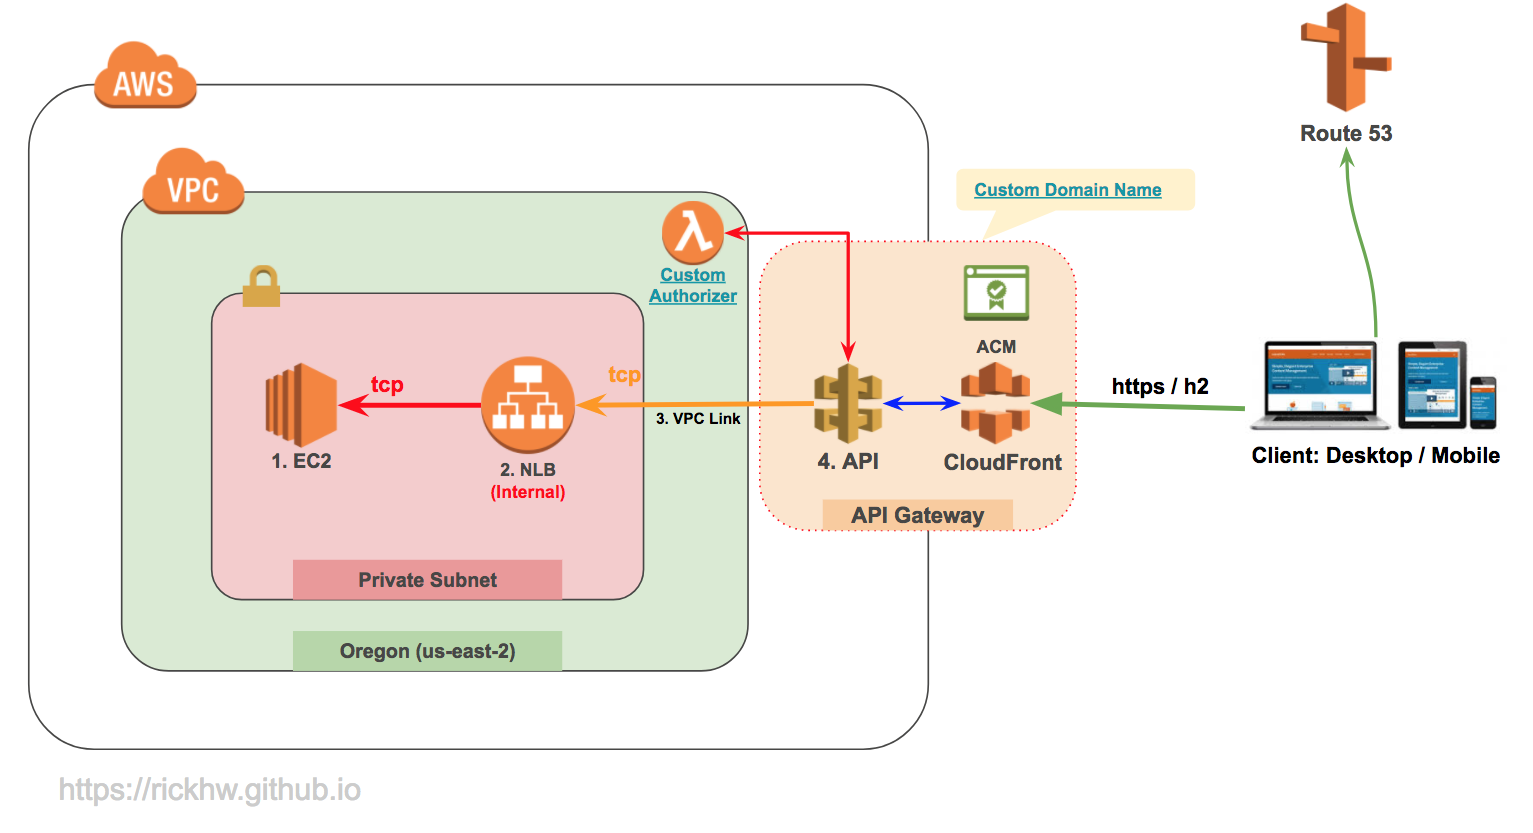 AWS
Route 53
VPC
Custom Domain Name
Custom
Authorizer
ACM
tcp
tcp
https / h2
3. VPC Link
1. EC2
2. NLB
(Internal)
4. API
CloudFront
Client: Desktop / Mobile
API Gateway
Private Subnet
Oregon (us-east-2)
https://rickhw.github.io